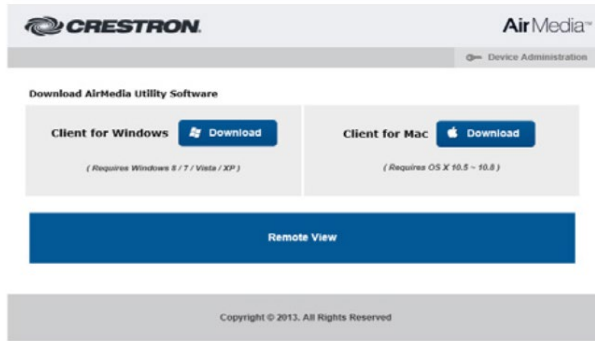 CRESTRON.
AirMedia™
Device Administration
Download AirMedia Utility Software
Client for Windows Download
Client for Mac Download
( Requires Windows 8 / 7 / Vista / XP )
( Requires OS X 10.5 ~ 10.8 )
Remote View
Copyright © 2013. All Rights Reserved